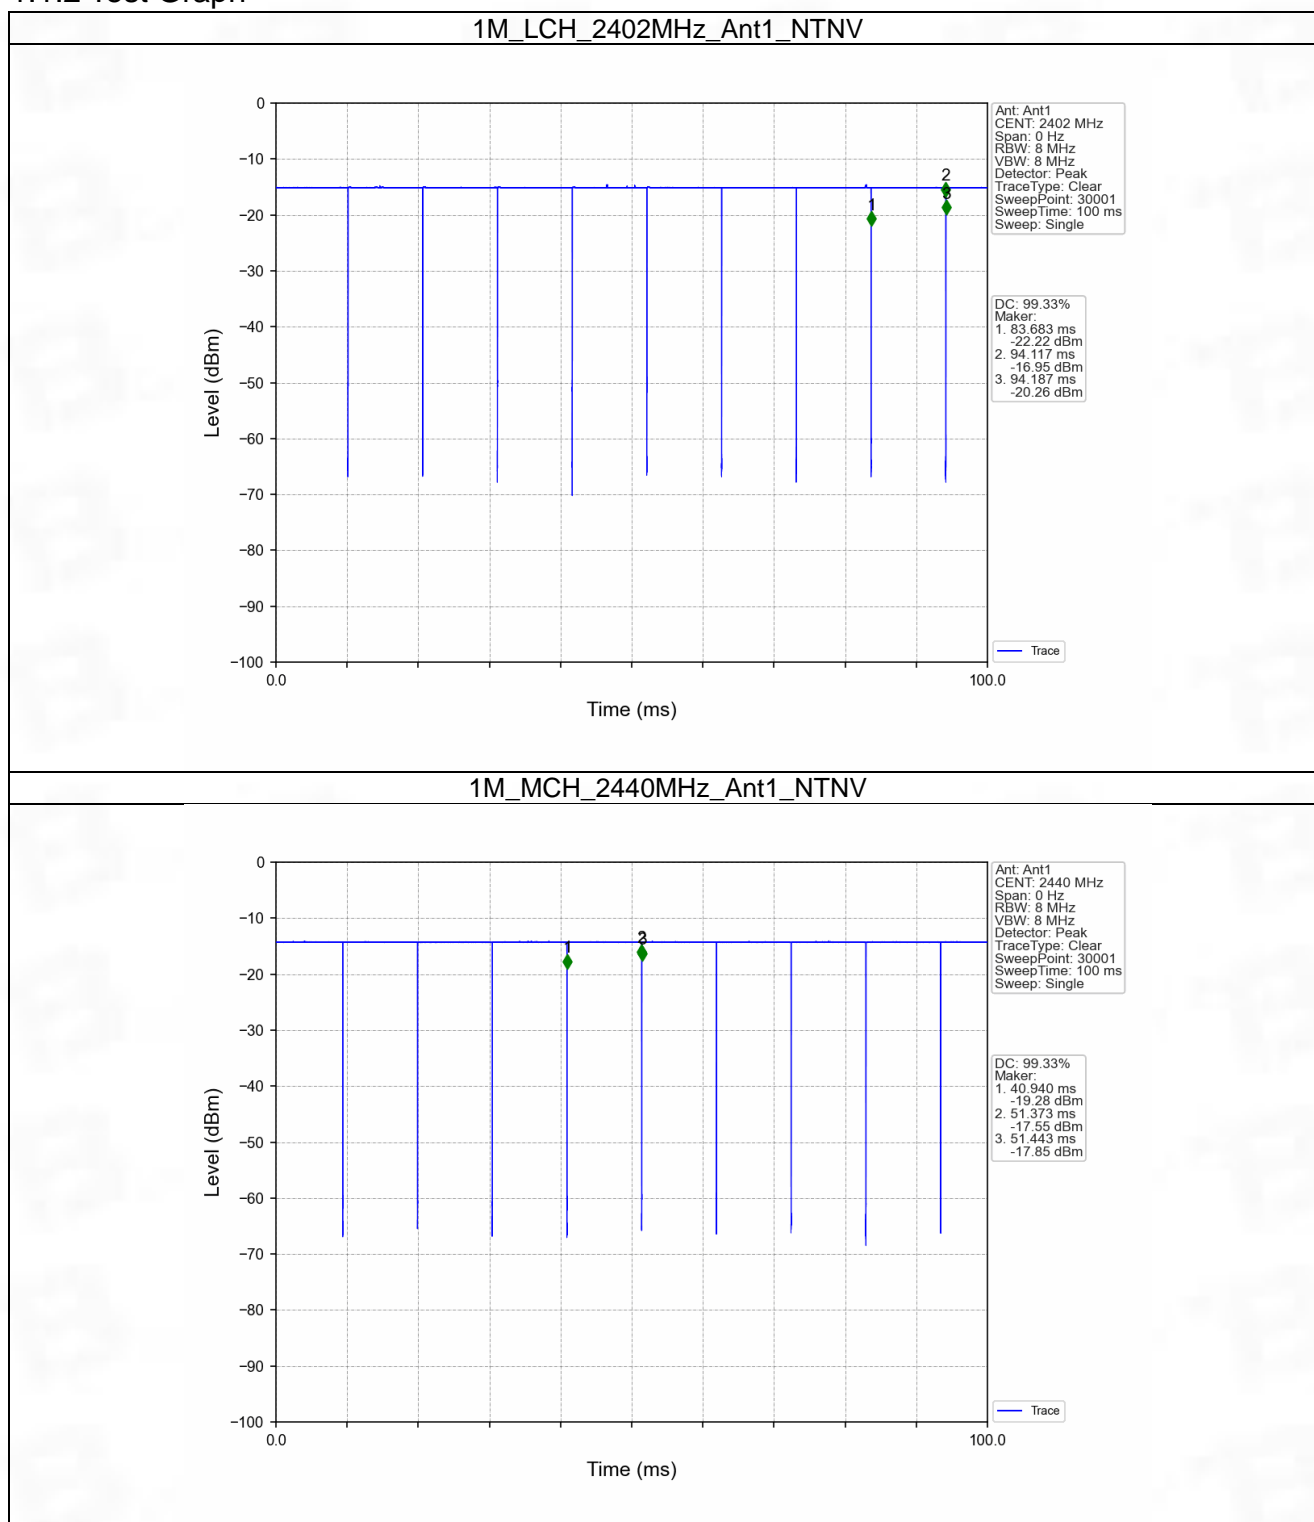 1M_LCH_2402MHz_Ant1_NTNV
0
−10
−20
−30
−40
−50
−60
−70
−80
−90
−100
Level (dBm)
0.0
100.0
Time (ms)
1
2
3
Ant: Ant1
CENT: 2402 MHz
Span: 0 Hz
RBW: 8 MHz
VBW: 8 MHz
Detector: Peak
TraceType: Clear
SweepPoint: 30001
SweepTime: 100 ms
Sweep: Single
DC: 99.33%
Maker:
1. 83.683 ms
-22.22 dBm
2. 94.117 ms
-16.95 dBm
3. 94.187 ms
-20.26 dBm
Trace
1M_MCH_2440MHz_Ant1_NTNV
0
−10
−20
−30
−40
−50
−60
−70
−80
−90
−100
Level (dBm)
0.0
100.0
Time (ms)
1
2
3
Ant: Ant1
CENT: 2440 MHz
Span: 0 Hz
RBW: 8 MHz
VBW: 8 MHz
Detector: Peak
TraceType: Clear
SweepPoint: 30001
SweepTime: 100 ms
Sweep: Single
DC: 99.33%
Maker:
1. 40.940 ms
-19.28 dBm
2. 51.373 ms
-17.55 dBm
3. 51.443 ms
-17.85 dBm
Trace